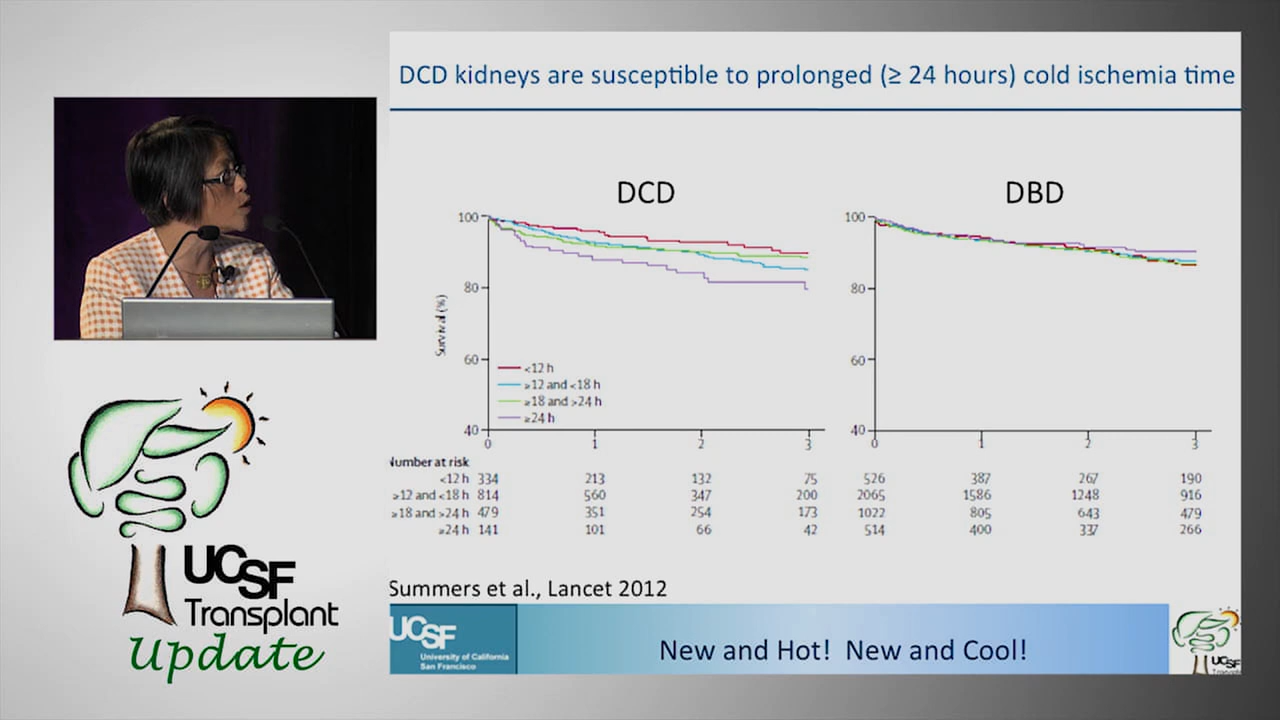 DCD kidneys are susceptible to prolonged (≥ 24 hours) cold ischemia time
DCD
DBD
100
80
60
40
Survival (%)
<12 h
≥12 and <18 h
≥18 and >24 h
≥24 h
0 1 2 3
100
80
60
40
0 1 2 3
Number at risk
<12 h 334 213 132 75 526 387 267 190
≥12 and <18 h 814 560 347 200 2065 1586 1248 916
≥18 and >24 h 479 351 254 173 1022 805 643 479
≥24 h 141 101 66 42 514 400 337 266
Summers et al., Lancet 2012
UCSF
University of California
San Francisco
New and Hot! New and Cool!
UCSF
UCSF
Transplant
Update